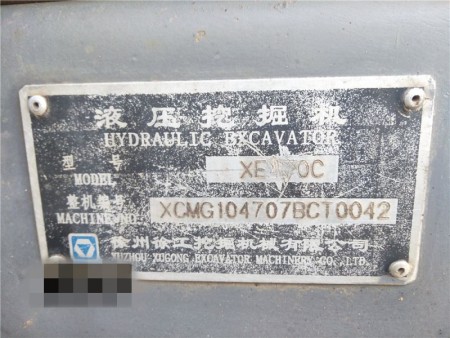 液压挖掘机
HYDRAULIC EXCAVATOR
型号
MODEL
整机编号
MACHINE NO. XCMG104707BCT0042
徐州徐工挖掘机械有限公司
XUZHOU XUGONG EXCAVATOR MACHINERY CO.,LTD.